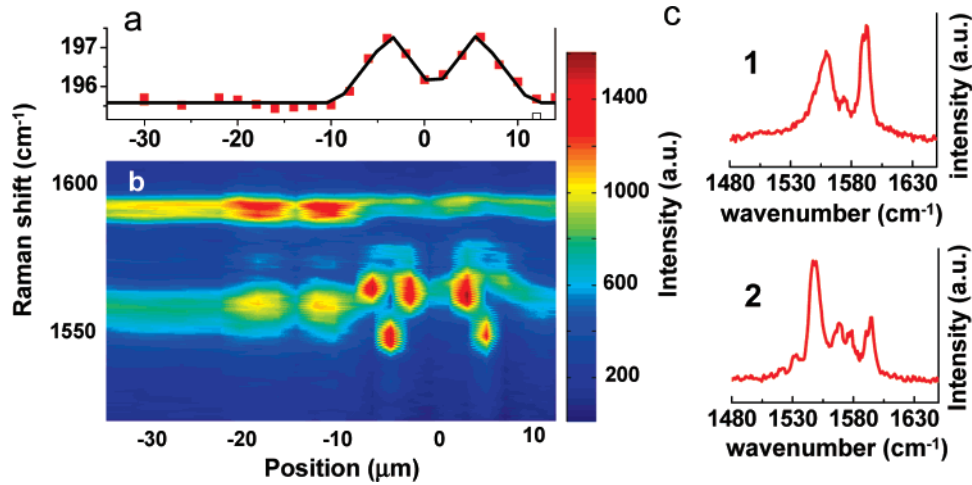 a
197
196
-30
-20
-10
0
10
Raman shift (cm-1)
b
1600
1550
-30
-20
-10
0
10
Position (μm)
1400
1000
600
200
Intensity (a.u.)
c
1
1480 1530 1580 1630
wavenumber (cm-1)
intensity (a.u.)
2
1480 1530 1580 1630
wavenumber (cm-1)
Intensity (a.u.)